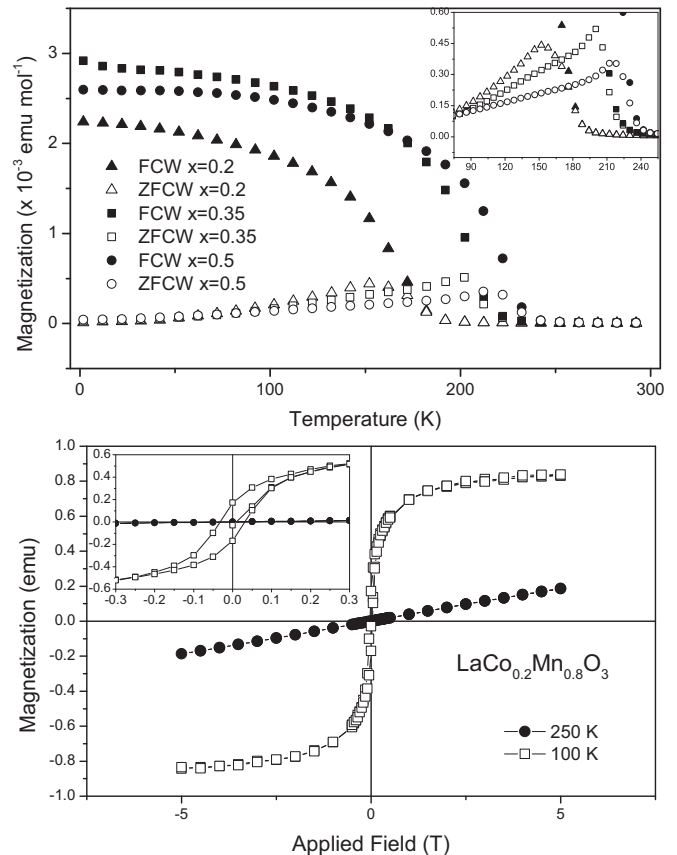 0.60
0.45
0.30
0.15
0.00
90 120 150 180 210 240
3
2
1
0
FCW x=0.2
ZFCW x=0.2
FCW x=0.35
ZFCW x=0.35
FCW x=0.5
ZFCW x=0.5
Magnetization (x 10⁻³ emu mol⁻¹)
0 100 200 300
Temperature (K)
1.0
0.8
0.6
0.4
0.2
0.0
-0.2
-0.4
-0.6
-0.8
-1.0
0.6
0.4
0.2
0.0
-0.2
-0.4
-0.6
-0.3 -0.2 -0.1 0.0 0.1 0.2 0.3
Magnetization (emu)
LaCo₀.₂Mn₀.₈O₃
250 K
100 K
-5 0 5
Applied Field (T)